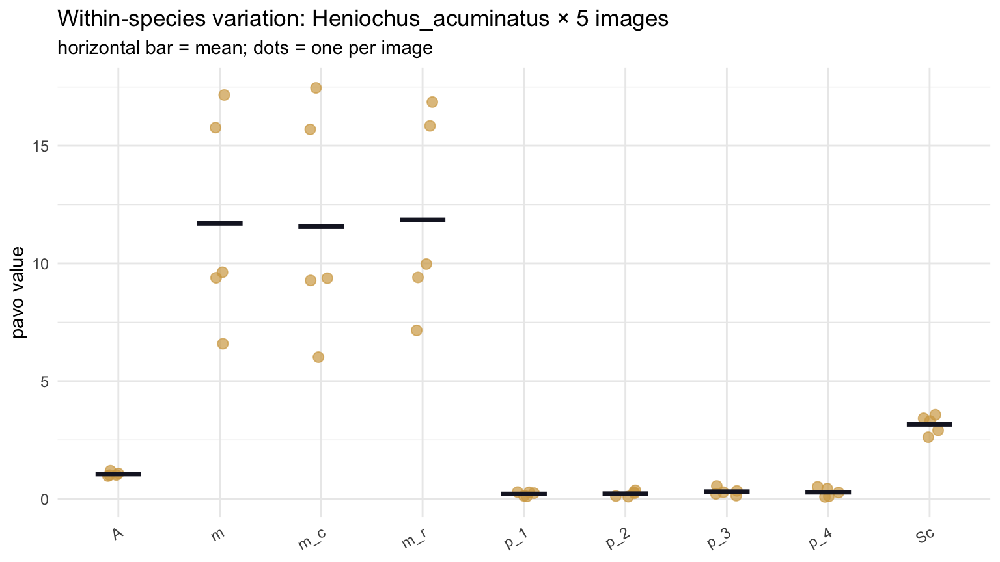 Within-species variation: Heniochus_acuminatus × 5 images
horizontal bar = mean; dots = one per image
pavo value
15
10
5
0
A
m
m_c
m_r
p_1
p_2
p_3
p_4
Sc